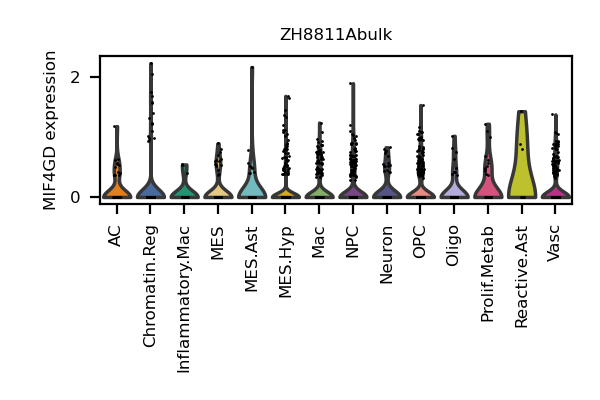 ZH8811Abulk
MIF4GD expression
2
0
AC
Chromatin.Reg
Inflammatory.Mac
MES
MES.Ast
MES.Hyp
Mac
NPC
Neuron
OPC
Oligo
Prolif.Metab
Reactive.Ast
Vasc